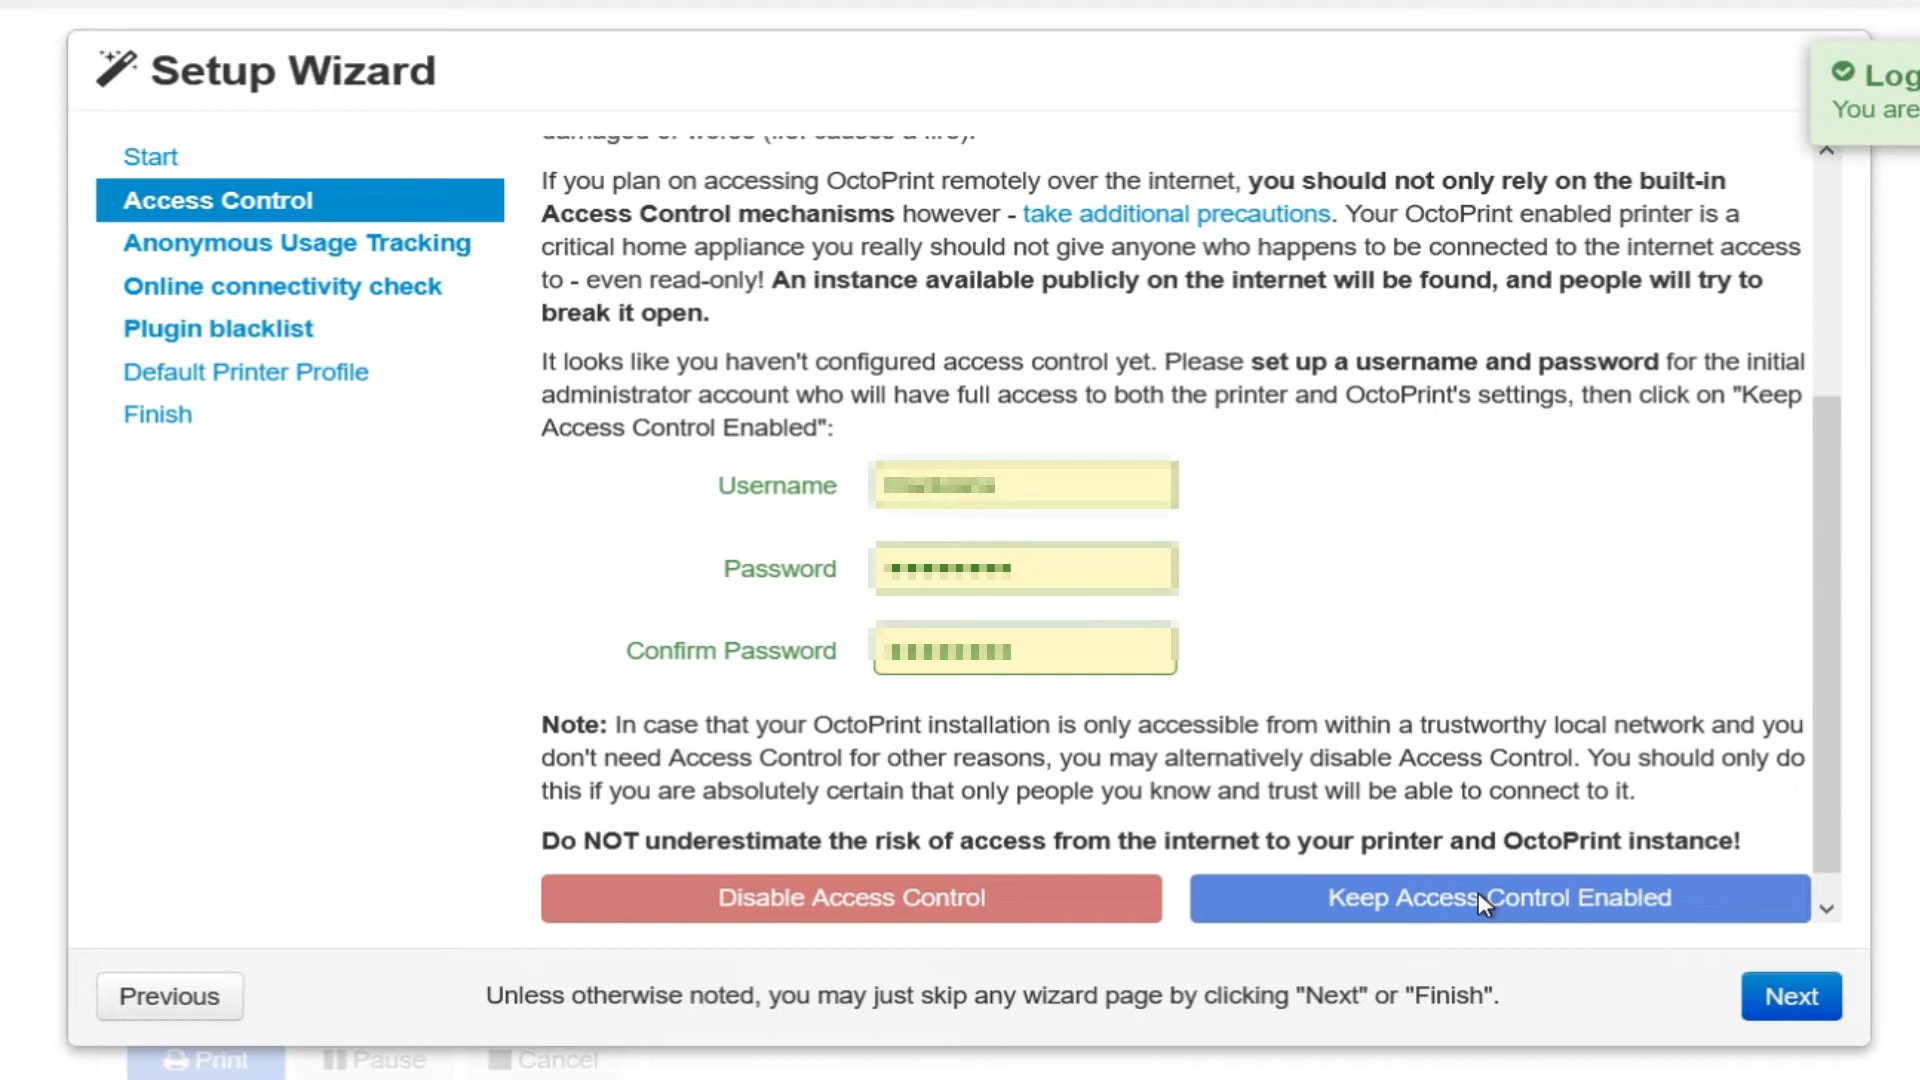 Setup Wizard
Log
You are
Start
Access Control
Anonymous Usage Tracking
Online connectivity check
Plugin blacklist
Default Printer Profile
Finish
damaged or worse (i.e. causes a fire).
If you plan on accessing OctoPrint remotely over the internet, you should not only rely on the built-in
Access Control mechanisms however - take additional precautions. Your OctoPrint enabled printer is a
critical home appliance you really should not give anyone who happens to be connected to the internet access
to - even read-only! An instance available publicly on the internet will be found, and people will try to
break it open.
It looks like you haven't configured access control yet. Please set up a username and password for the initial
administrator account who will have full access to both the printer and OctoPrint's settings, then click on "Keep
Access Control Enabled":
Username
Password
Confirm Password
Note: In case that your OctoPrint installation is only accessible from within a trustworthy local network and you
don't need Access Control for other reasons, you may alternatively disable Access Control. You should only do
this if you are absolutely certain that only people you know and trust will be able to connect to it.
Do NOT underestimate the risk of access from the internet to your printer and OctoPrint instance!
Disable Access Control
Keep Access Control Enabled
Previous
Unless otherwise noted, you may just skip any wizard page by clicking "Next" or "Finish".
Next
Print
Pause
Cancel